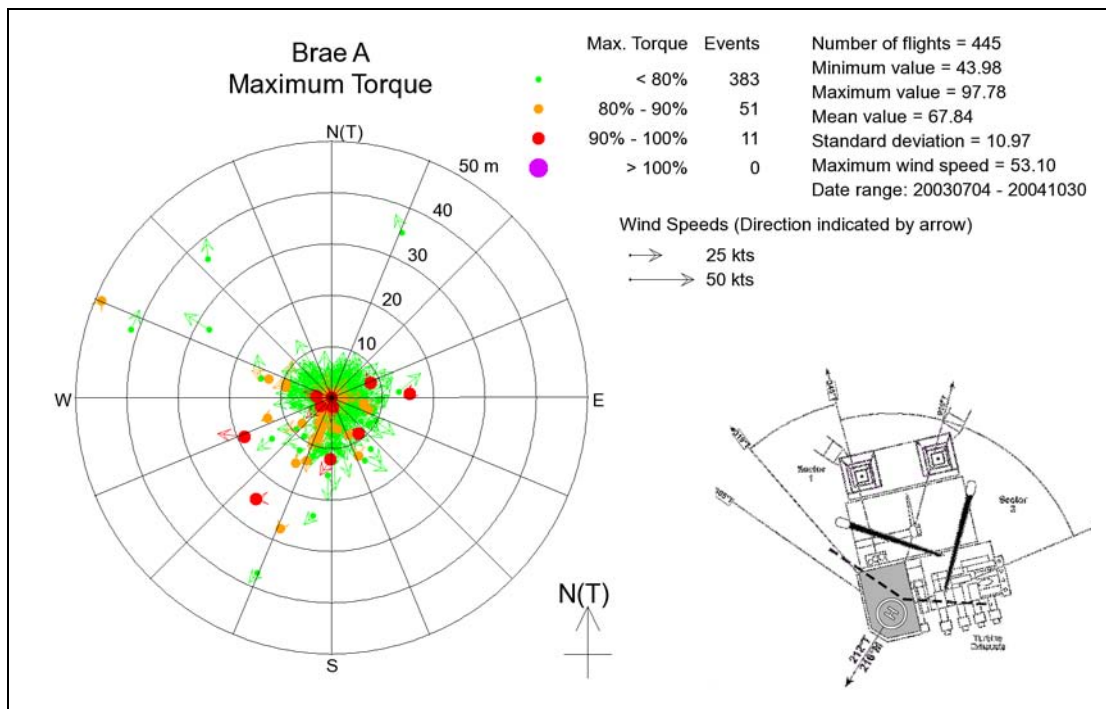 Brae A
Maximum Torque
Max. Torque Events
< 80% 383
80% - 90% 51
90% - 100% 11
> 100% 0
Number of flights = 445
Minimum value = 43.98
Maximum value = 97.78
Mean value = 67.84
Standard deviation = 10.97
Maximum wind speed = 53.10
Date range: 20030704 - 20041030
Wind Speeds (Direction indicated by arrow)
25 kts
50 kts
N(T)
50 m
40
30
20
10
W
E
S
N(T)
Sector
1
Sector
2
H
Turbine
Exhausts
212°T
216°M